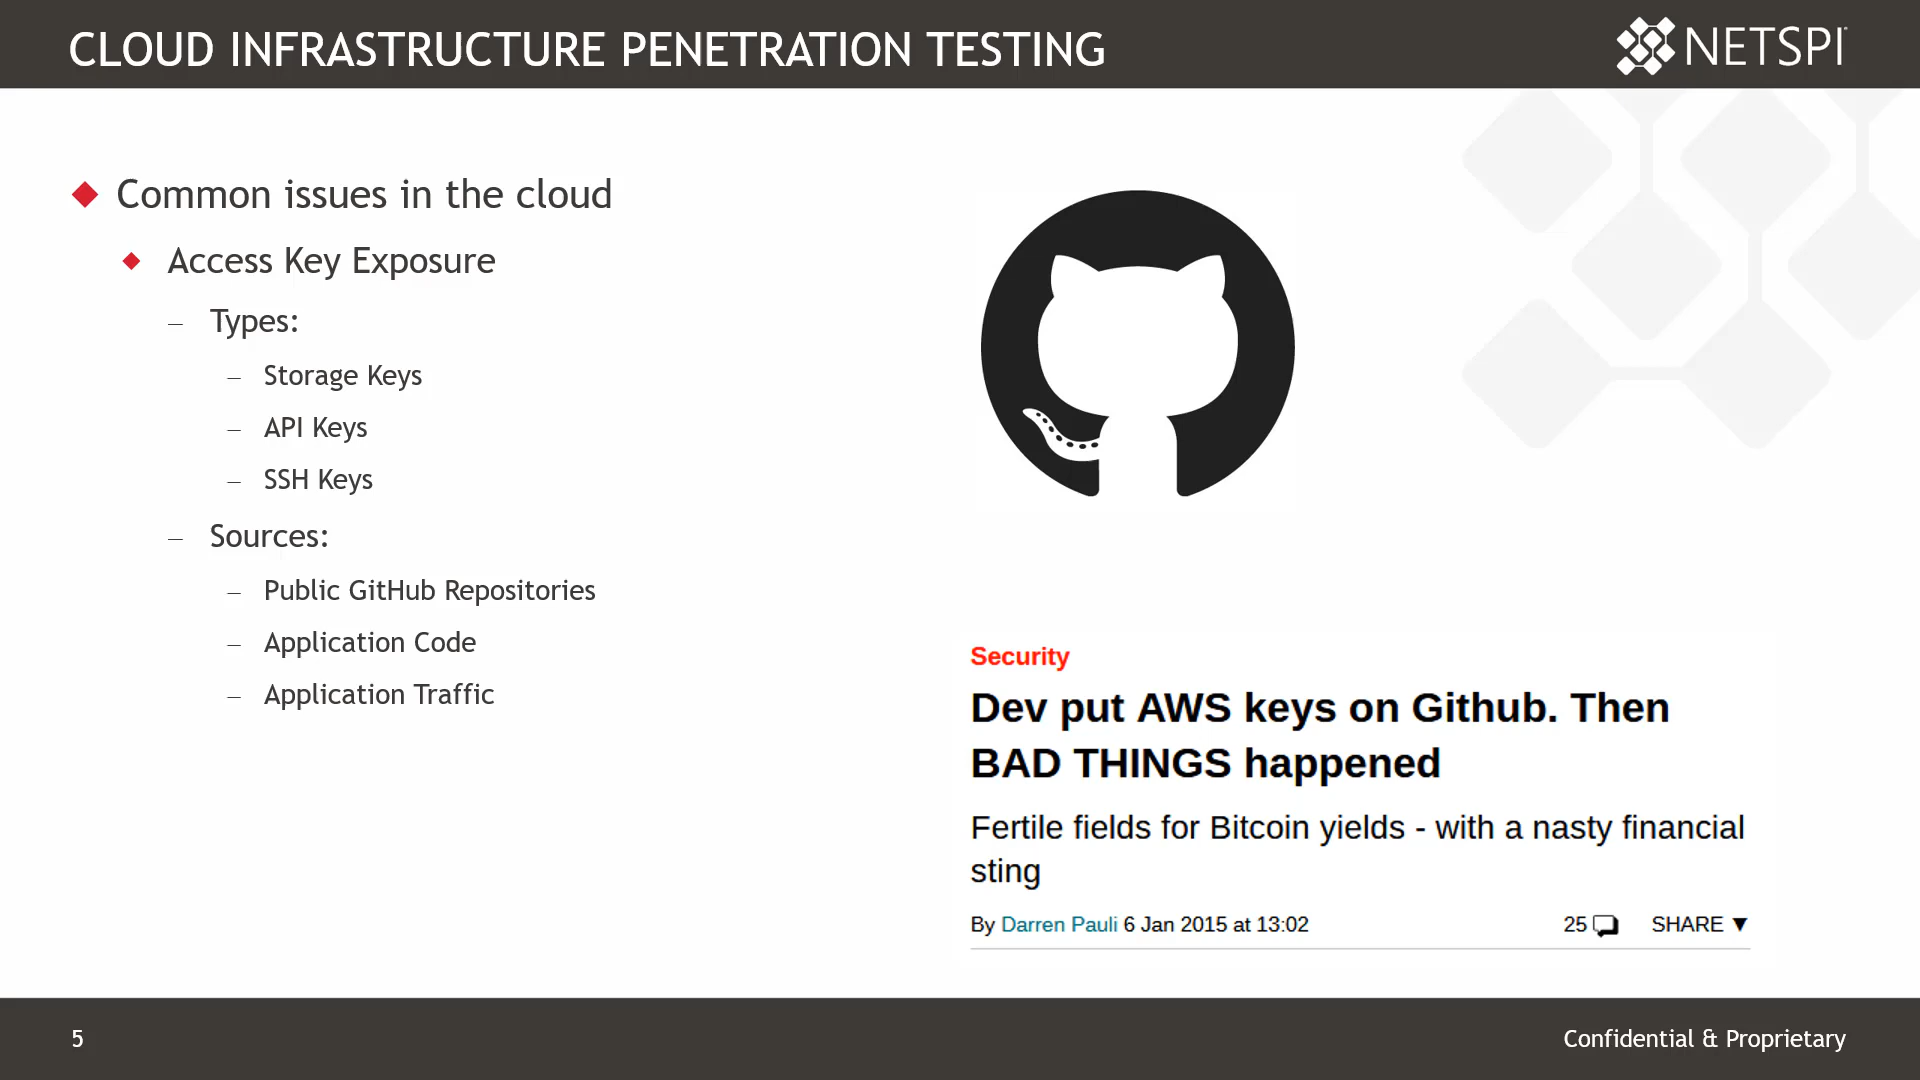 CLOUD INFRASTRUCTURE PENETRATION TESTING
NETSPI
Common issues in the cloud
Access Key Exposure
– Types:
– Storage Keys
– API Keys
– SSH Keys
– Sources:
– Public GitHub Repositories
– Application Code
– Application Traffic
Security
Dev put AWS keys on Github. Then
BAD THINGS happened
Fertile fields for Bitcoin yields - with a nasty financial
sting
By Darren Pauli 6 Jan 2015 at 13:02 25 SHARE ▼
5 Confidential & Proprietary